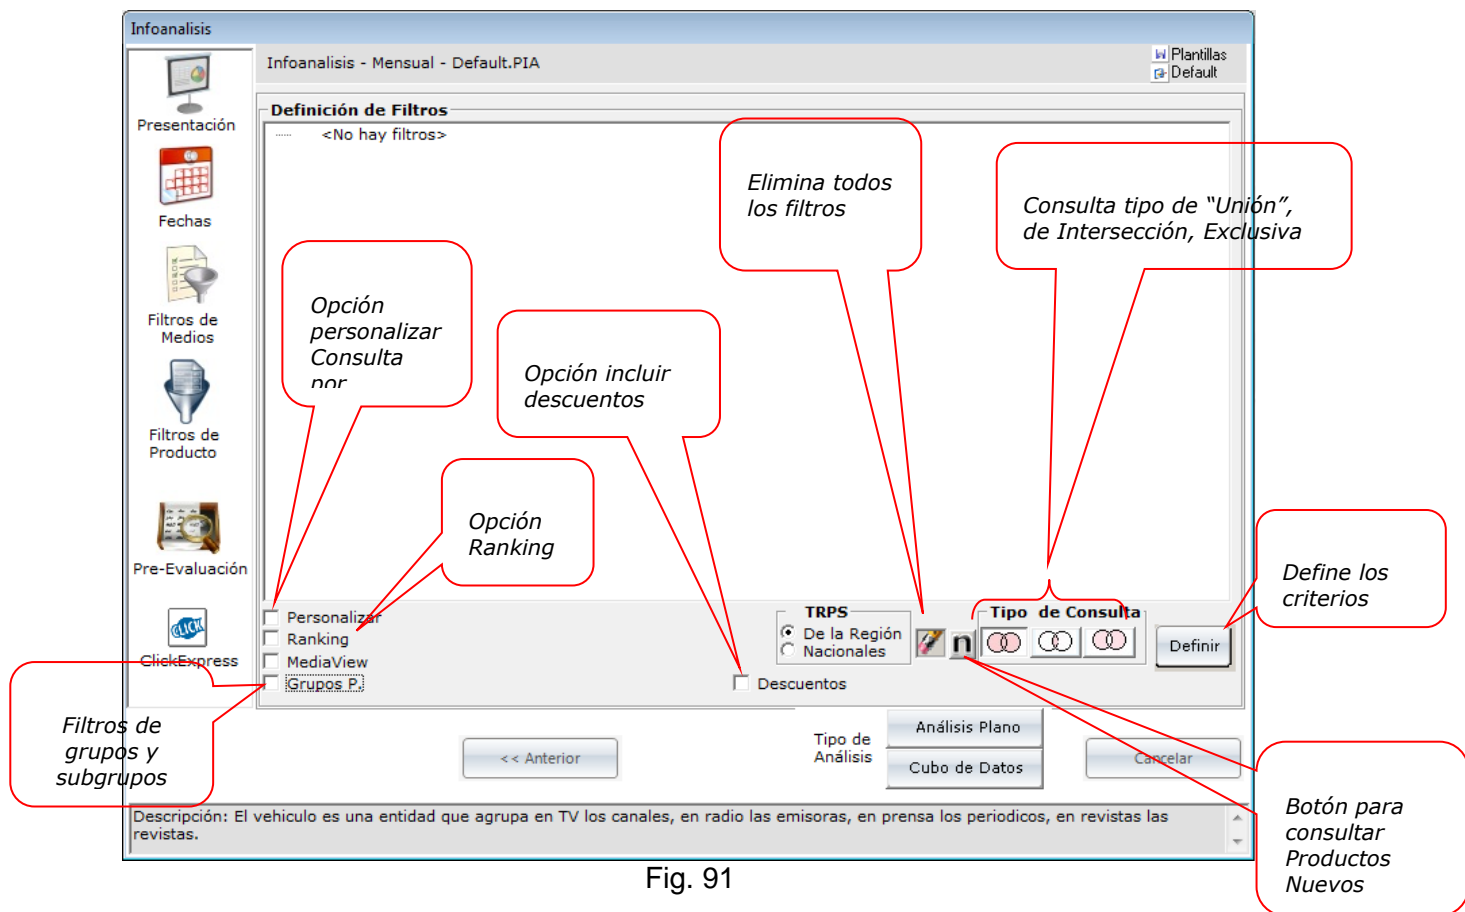 Infoanalisis
Infoanalisis - Mensual - Default.PIA
Plantillas
Default
Presentación
Fechas
Filtros de
Medios
Filtros de
Producto
Pre-Evaluación
CLICK
ClickExpress
Definición de Filtros
<No hay filtros>
Elimina todos
los filtros
Consulta tipo de “Unión”,
de Intersección, Exclusiva
Opción
personalizar
Consulta
por
Opción incluir
descuentos
Opción
Ranking
Define los
criterios
Personalizar
Ranking
MediaView
Grupos P.
TRPS
De la Región
Nacionales
n
Tipo de Consulta
Definir
Descuentos
Filtros de
grupos y
subgrupos
<< Anterior
Tipo de
Análisis
Análisis Plano
Cubo de Datos
Cancelar
Botón para
consultar
Productos
Nuevos
Descripción: El vehiculo es una entidad que agrupa en TV los canales, en radio las emisoras, en prensa los periodicos, en revistas las
revistas.
Fig. 91